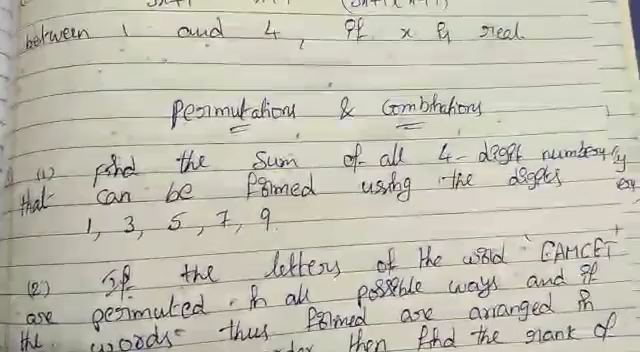 between 1 and 4, if x is real.
Permutations & Combinations
(1) find the sum of all 4-digit numbers
that can be formed using the digits
1, 3, 5, 7, 9.
(2) If the letters of the word EAMCET
are permuted in all possible ways and if
the words thus formed are arranged in
then find the rank of